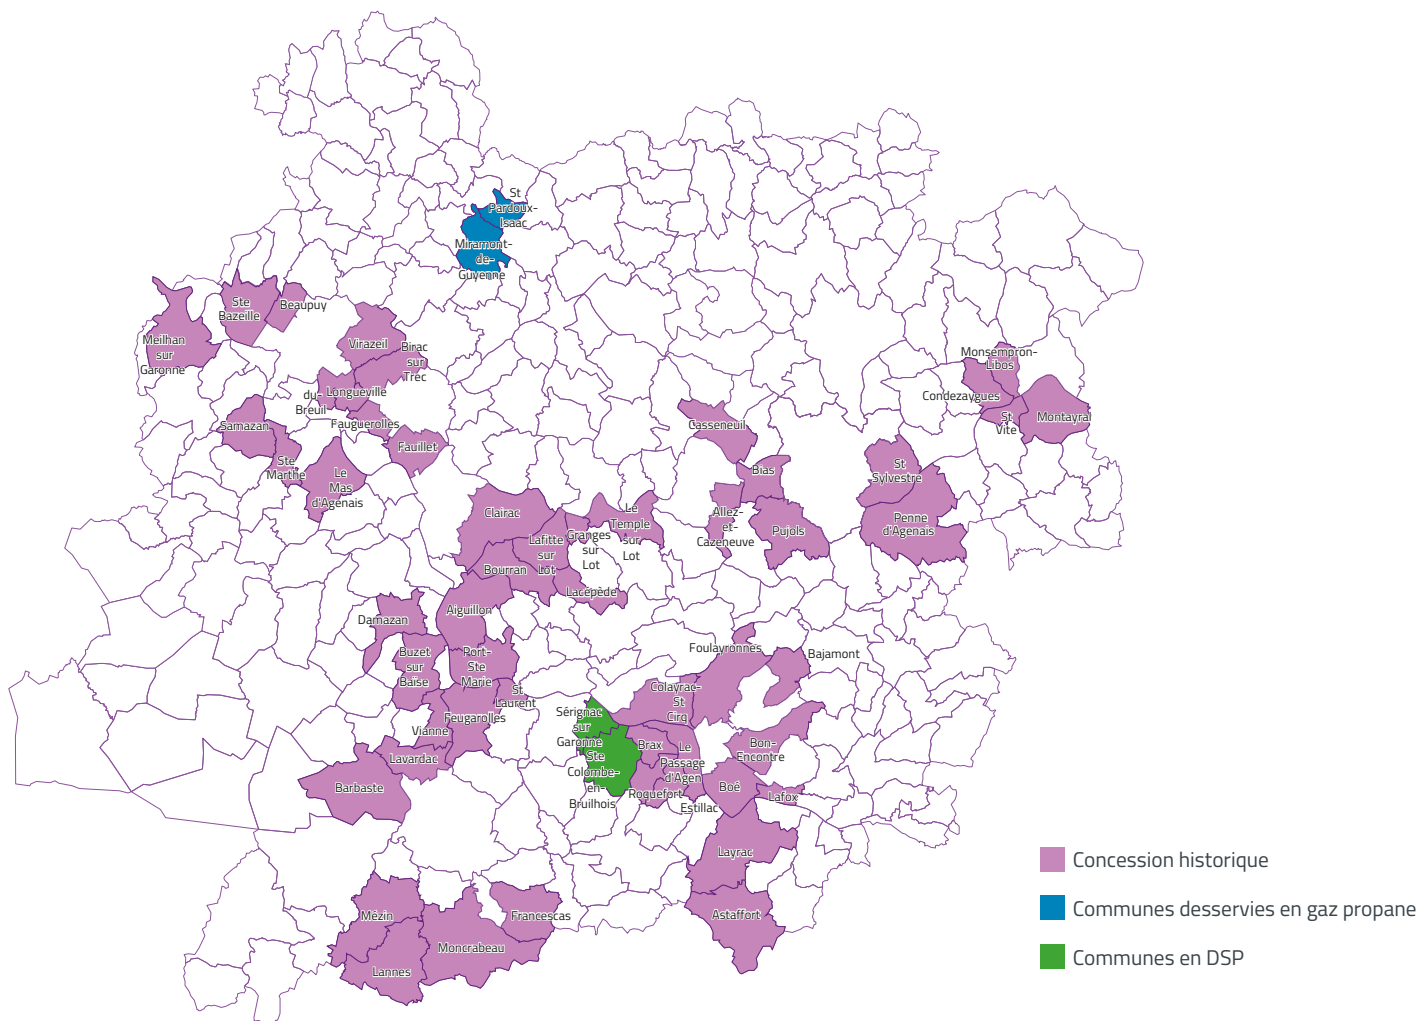 St
Pardoux-
Isaac
Miramont-
de-
Guyenne
Ste
Bazeille
Beaupuy
Meilhan
sur
Garonne
Virazeil
Birac
sur
Trec
Longueville
du-
Breuil
Fauguerolles
Fauillet
Samazan
Ste
Marthe
Le
Mas
d'Agenais
Monsempron-
Libos
Condezaygues
St
Vite
Montayral
Casseneuil
Bias
Allez-
et-
Cazeneuve
Pujols
St
Sylvestre
Penne
d'Agenais
Clairac
Lafitte
sur
Lot
Granges
sur
Lot
Le
Temple
sur
Lot
Bourran
Lacépède
Aiguillon
Damazan
Buzet
sur
Baïse
Port-
Ste
Marie
St
Laurent
Feugarolles
Vianne
Lavardac
Barbaste
Foulayronnes
Bajamont
Colayrac-
St
Cirq
Sérignac
sur
Garonne
Ste
Colombe-
en-
Bruilhois
Brax
Le
Passage
d'Agen
Roquefort
Estillac
Bon-
Encontre
Boé
Lafox
Layrac
Astaffort
Mézin
Francescas
Moncrabeau
Lannes
Concession historique
Communes desservies en gaz propane
Communes en DSP